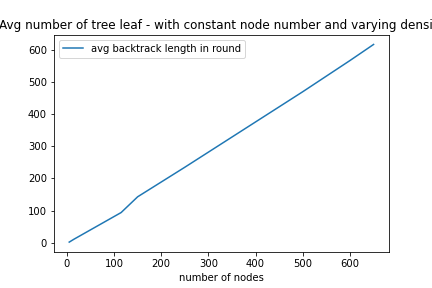 Avg number of tree leaf - with constant node number and varying densi
avg backtrack length in round
600
500
400
300
200
100
0
0 100 200 300 400 500 600
number of nodes